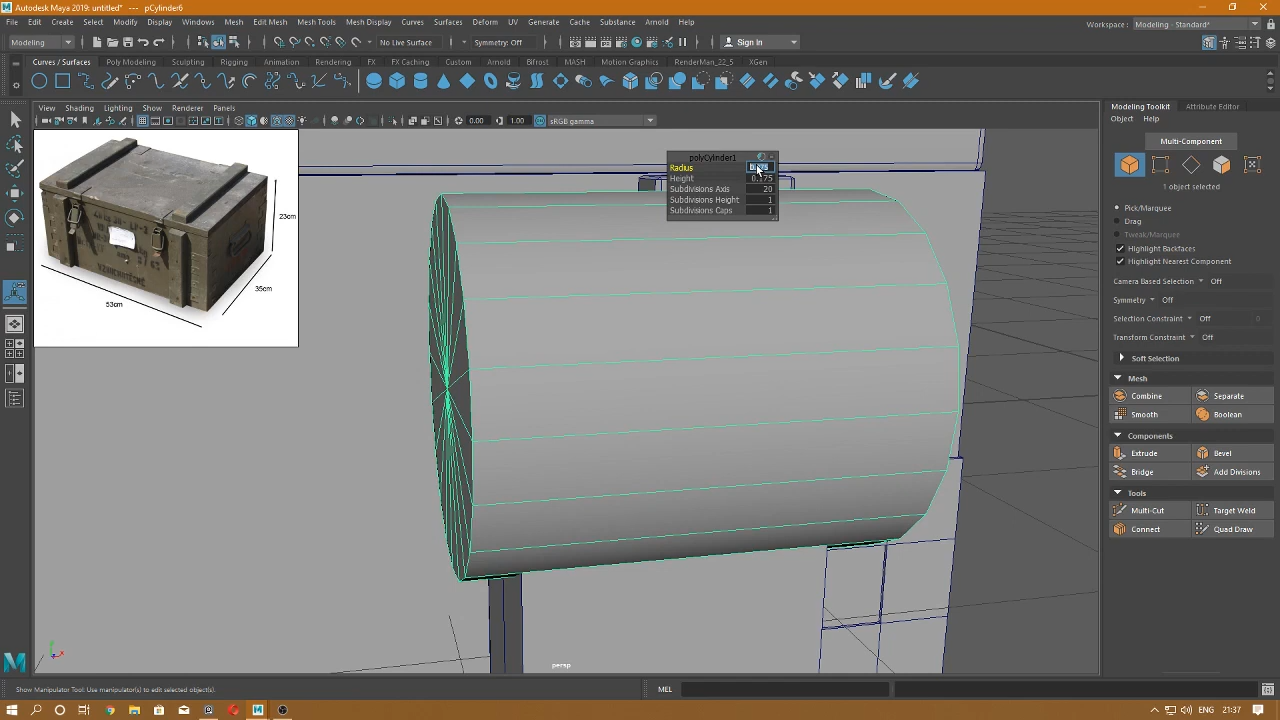 Autodesk Maya 2019: untitled* --- pCylinder6
File Edit Create Select Modify Display Windows Mesh Edit Mesh Mesh Tools Mesh Display Curves Surfaces Deform UV Generate Cache Substance Arnold Help
Workspace: Modeling - Standard*
Modeling No Live Surface Symmetry: Off Sign In
Curves / Surfaces Poly Modeling Sculpting Rigging Animation Rendering FX FX Caching Custom Arnold Bifrost MASH Motion Graphics RenderMan_22_5 XGen
View Shading Lighting Show Renderer Panels
Modeling Toolkit Attribute Editor
Object Help
0.00 1.00 sRGB gamma
Multi-Component
1 object selected
Pick/Marquee
Drag
Tweak/Marquee
Highlight Backfaces
Highlight Nearest Component
Camera Based Selection Off
Symmetry Off
Selection Constraint Off 0
Transform Constraint Off
Soft Selection
Mesh
Combine Separate
Smooth Boolean
Components
Extrude Bevel
Bridge Add Divisions
Tools
Multi-Cut Target Weld
Connect Quad Draw
polyCylinder1
Radius
Height 0.175
Subdivisions Axis 20
Subdivisions Height 1
Subdivisions Caps 1
23cm
35cm
53cm
persp
Show Manipulator Tool: Use manipulator(s) to edit selected object(s).
MEL
ENG 21:37